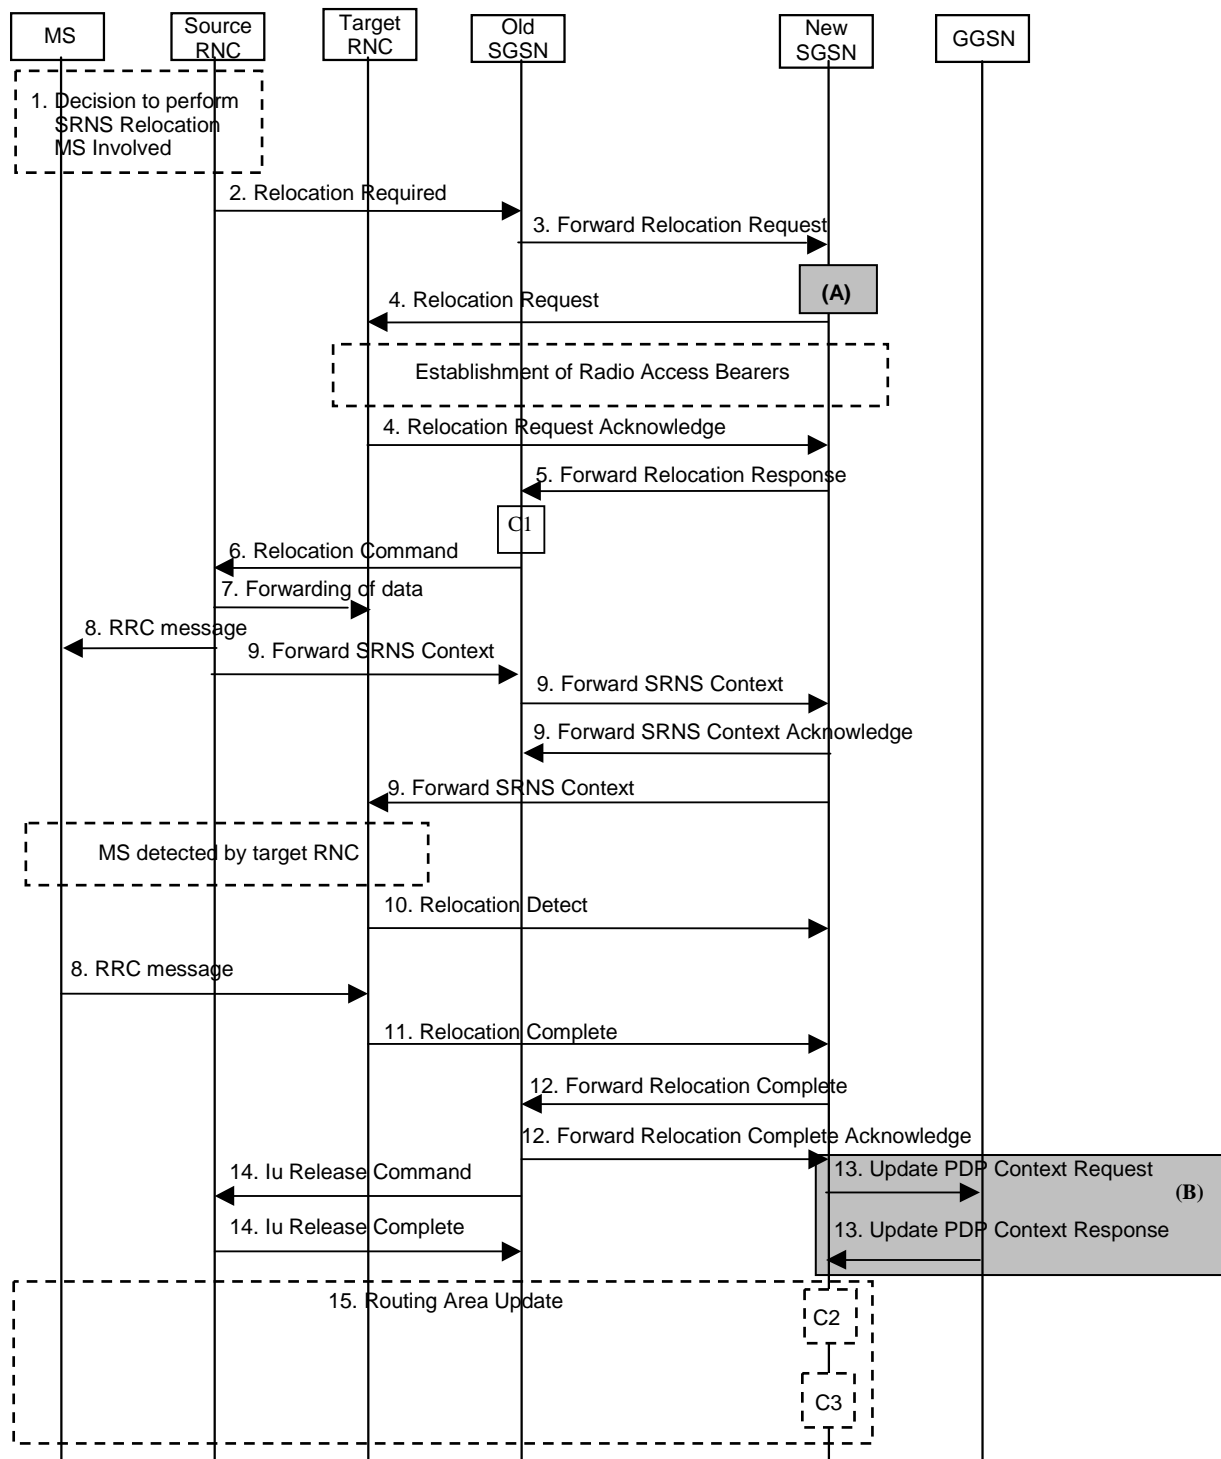 MS
Source
RNC
Target
RNC
Old
SGSN
New
SGSN
GGSN
1. Decision to perform
SRNS Relocation
MS Involved
2. Relocation Required
3. Forward Relocation Request
(A)
4. Relocation Request
Establishment of Radio Access Bearers
4. Relocation Request Acknowledge
5. Forward Relocation Response
C1
6. Relocation Command
7. Forwarding of data
8. RRC message
9. Forward SRNS Context
9. Forward SRNS Context
9. Forward SRNS Context Acknowledge
9. Forward SRNS Context
MS detected by target RNC
10. Relocation Detect
8. RRC message
11. Relocation Complete
12. Forward Relocation Complete
12. Forward Relocation Complete Acknowledge
14. Iu Release Command
13. Update PDP Context Request
(B)
14. Iu Release Complete
13. Update PDP Context Response
15. Routing Area Update
C2
C3